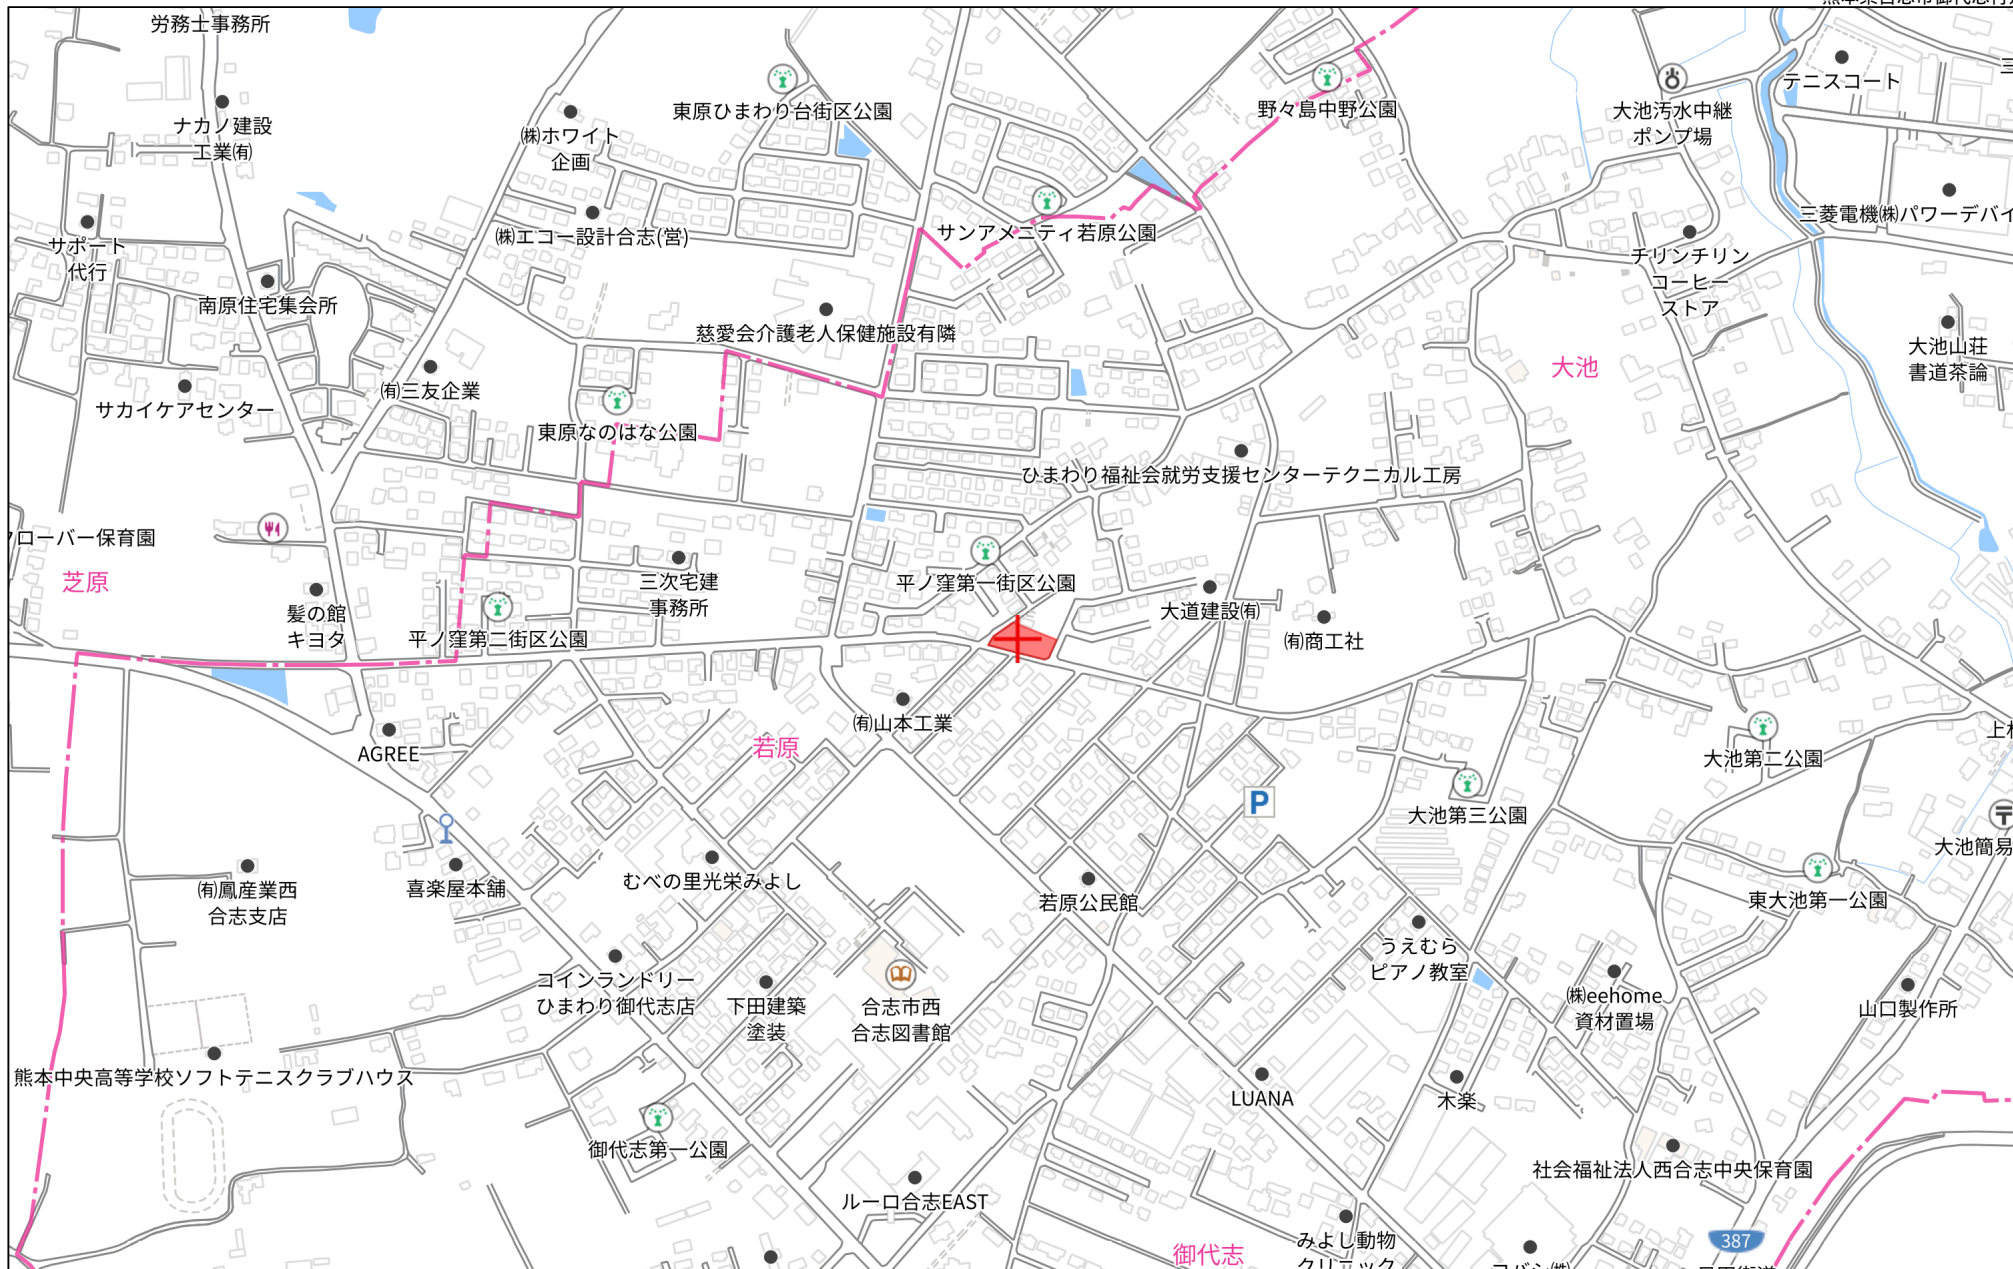 労務士事務所
ナカノ建設
工業㈲
㈱ホワイト
企画
東原ひまわり台街区公園
野々島中野公園
大池汚水中継
ポンプ場
テニスコート
三菱電機㈱パワーデバイ
サポート
代行
㈱エコー設計合志(営)
サンアメニティ若原公園
チリンチリン
コーヒー
ストア
南原住宅集会所
慈愛会介護老人保健施設有隣
大池山荘
書道茶論
大池
㈲三友企業
サカイケアセンター
東原なのはな公園
ひまわり福祉会就労支援センターテクニカル工房
クローバー保育園
芝原
髪の館
キヨタ
三次宅建
事務所
平ノ窪第一街区公園
大道建設㈲
㈲商工社
平ノ窪第二街区公園
㈲山本工業
若原
AGREE
大池第二公園
P
大池第三公園
大池簡易
㈲鳳産業西
合志支店
喜楽屋本舗
むべの里光栄みよし
若原公民館
東大池第一公園
うえむら
ピアノ教室
コインランドリー
ひまわり御代志店
下田建築
塗装
合志市西
合志図書館
㈱eehome
資材置場
山口製作所
熊本中央高等学校ソフトテニスクラブハウス
LUANA
木楽
御代志第一公園
社会福祉法人西合志中央保育園
ルーロ合志EAST
御代志
みよし動物
クリニック
387